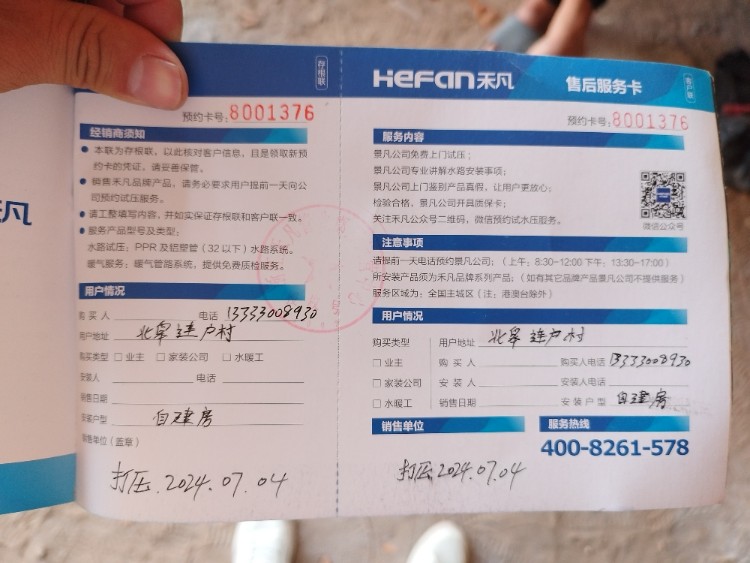 存根联
预约卡号:8001376
经销商须知
● 本联为存根联，以此核对客户信息，且是领取新预
约卡的凭证，请妥善保管。
● 销售禾凡品牌产品，请务必要求用户提前一天向公
司预约试压服务。
● 请工整填写内容，并如实保证存根联和客户联一致。
● 服务产品型号及类型：
水路试压：PPR 及铝塑管（32 以下）水路系统。
暖气服务：暖气管路系统，提供免费质检服务。
用户情况
购 买 人 电话 13333008930
用户地址 北皋连户村
购买类型 □ 业主 □ 家装公司 □ 水暖工
安装人 电话
销售日期
安装户型 自建房
销售单位（盖章）
打压.2024.07.04
凡
HeFan禾凡 售后服务卡
客户联
预约卡号:8001376
服务内容
景凡公司免费上门试压；
景凡公司专业讲解水路安装事项；
景凡公司上门鉴别产品真假，让用户更放心；
检验合格，景凡公司开具质保卡；
关注禾凡公众号二维码，微信预约试水压服务。
微信公众号
注意事项
请提前一天电话预约景凡公司；（上午：8:30~12:00 下午：13:30~17:00）
所安装产品须为禾凡品牌系列产品；（如有其它品牌产品景凡公司不提供服务）
服务区域为：全国主城区（注：港澳台除外）
用户情况
购买类型 用户地址 北皋连户村
□ 业主 购 买 人 购买人电话 13333008930
□ 家装公司 安 装 人 安装人电话
□ 水暖工 销售日期 安 装 户 型 自建房
销售单位 服务热线
400-8261-578
打压2024.07.04